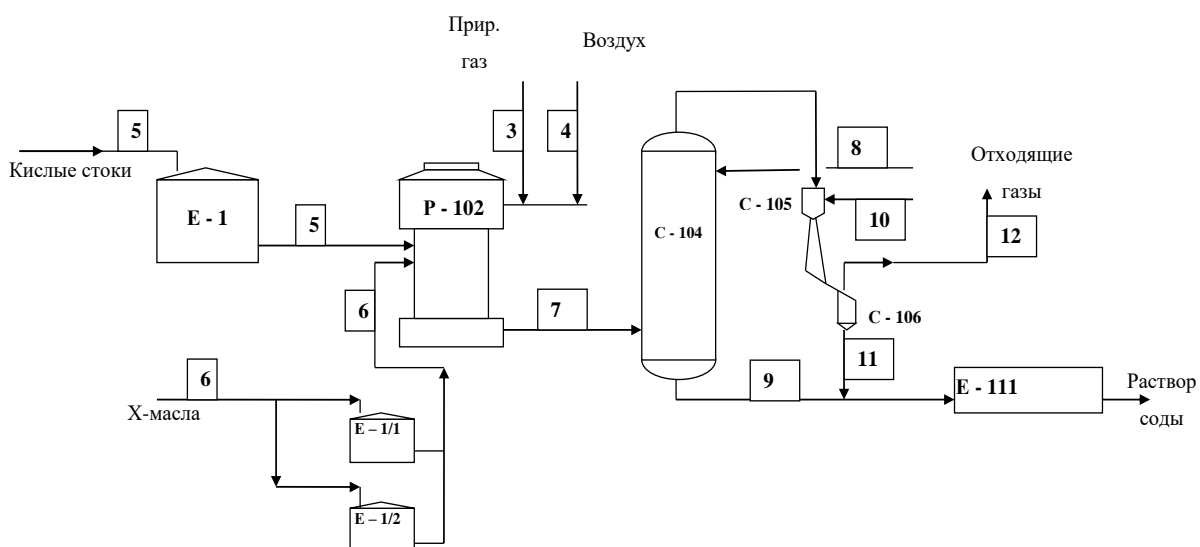 Прир.
газ
Воздух
5
3
4
8
Отходящие
газы
Кислые стоки
Е - 1
Р - 102
С - 105
10
5
С - 104
12
6
7
С - 106
11
6
9
Е - 111
Раствор
соды
Х-масла
Е – 1/1
Е – 1/2